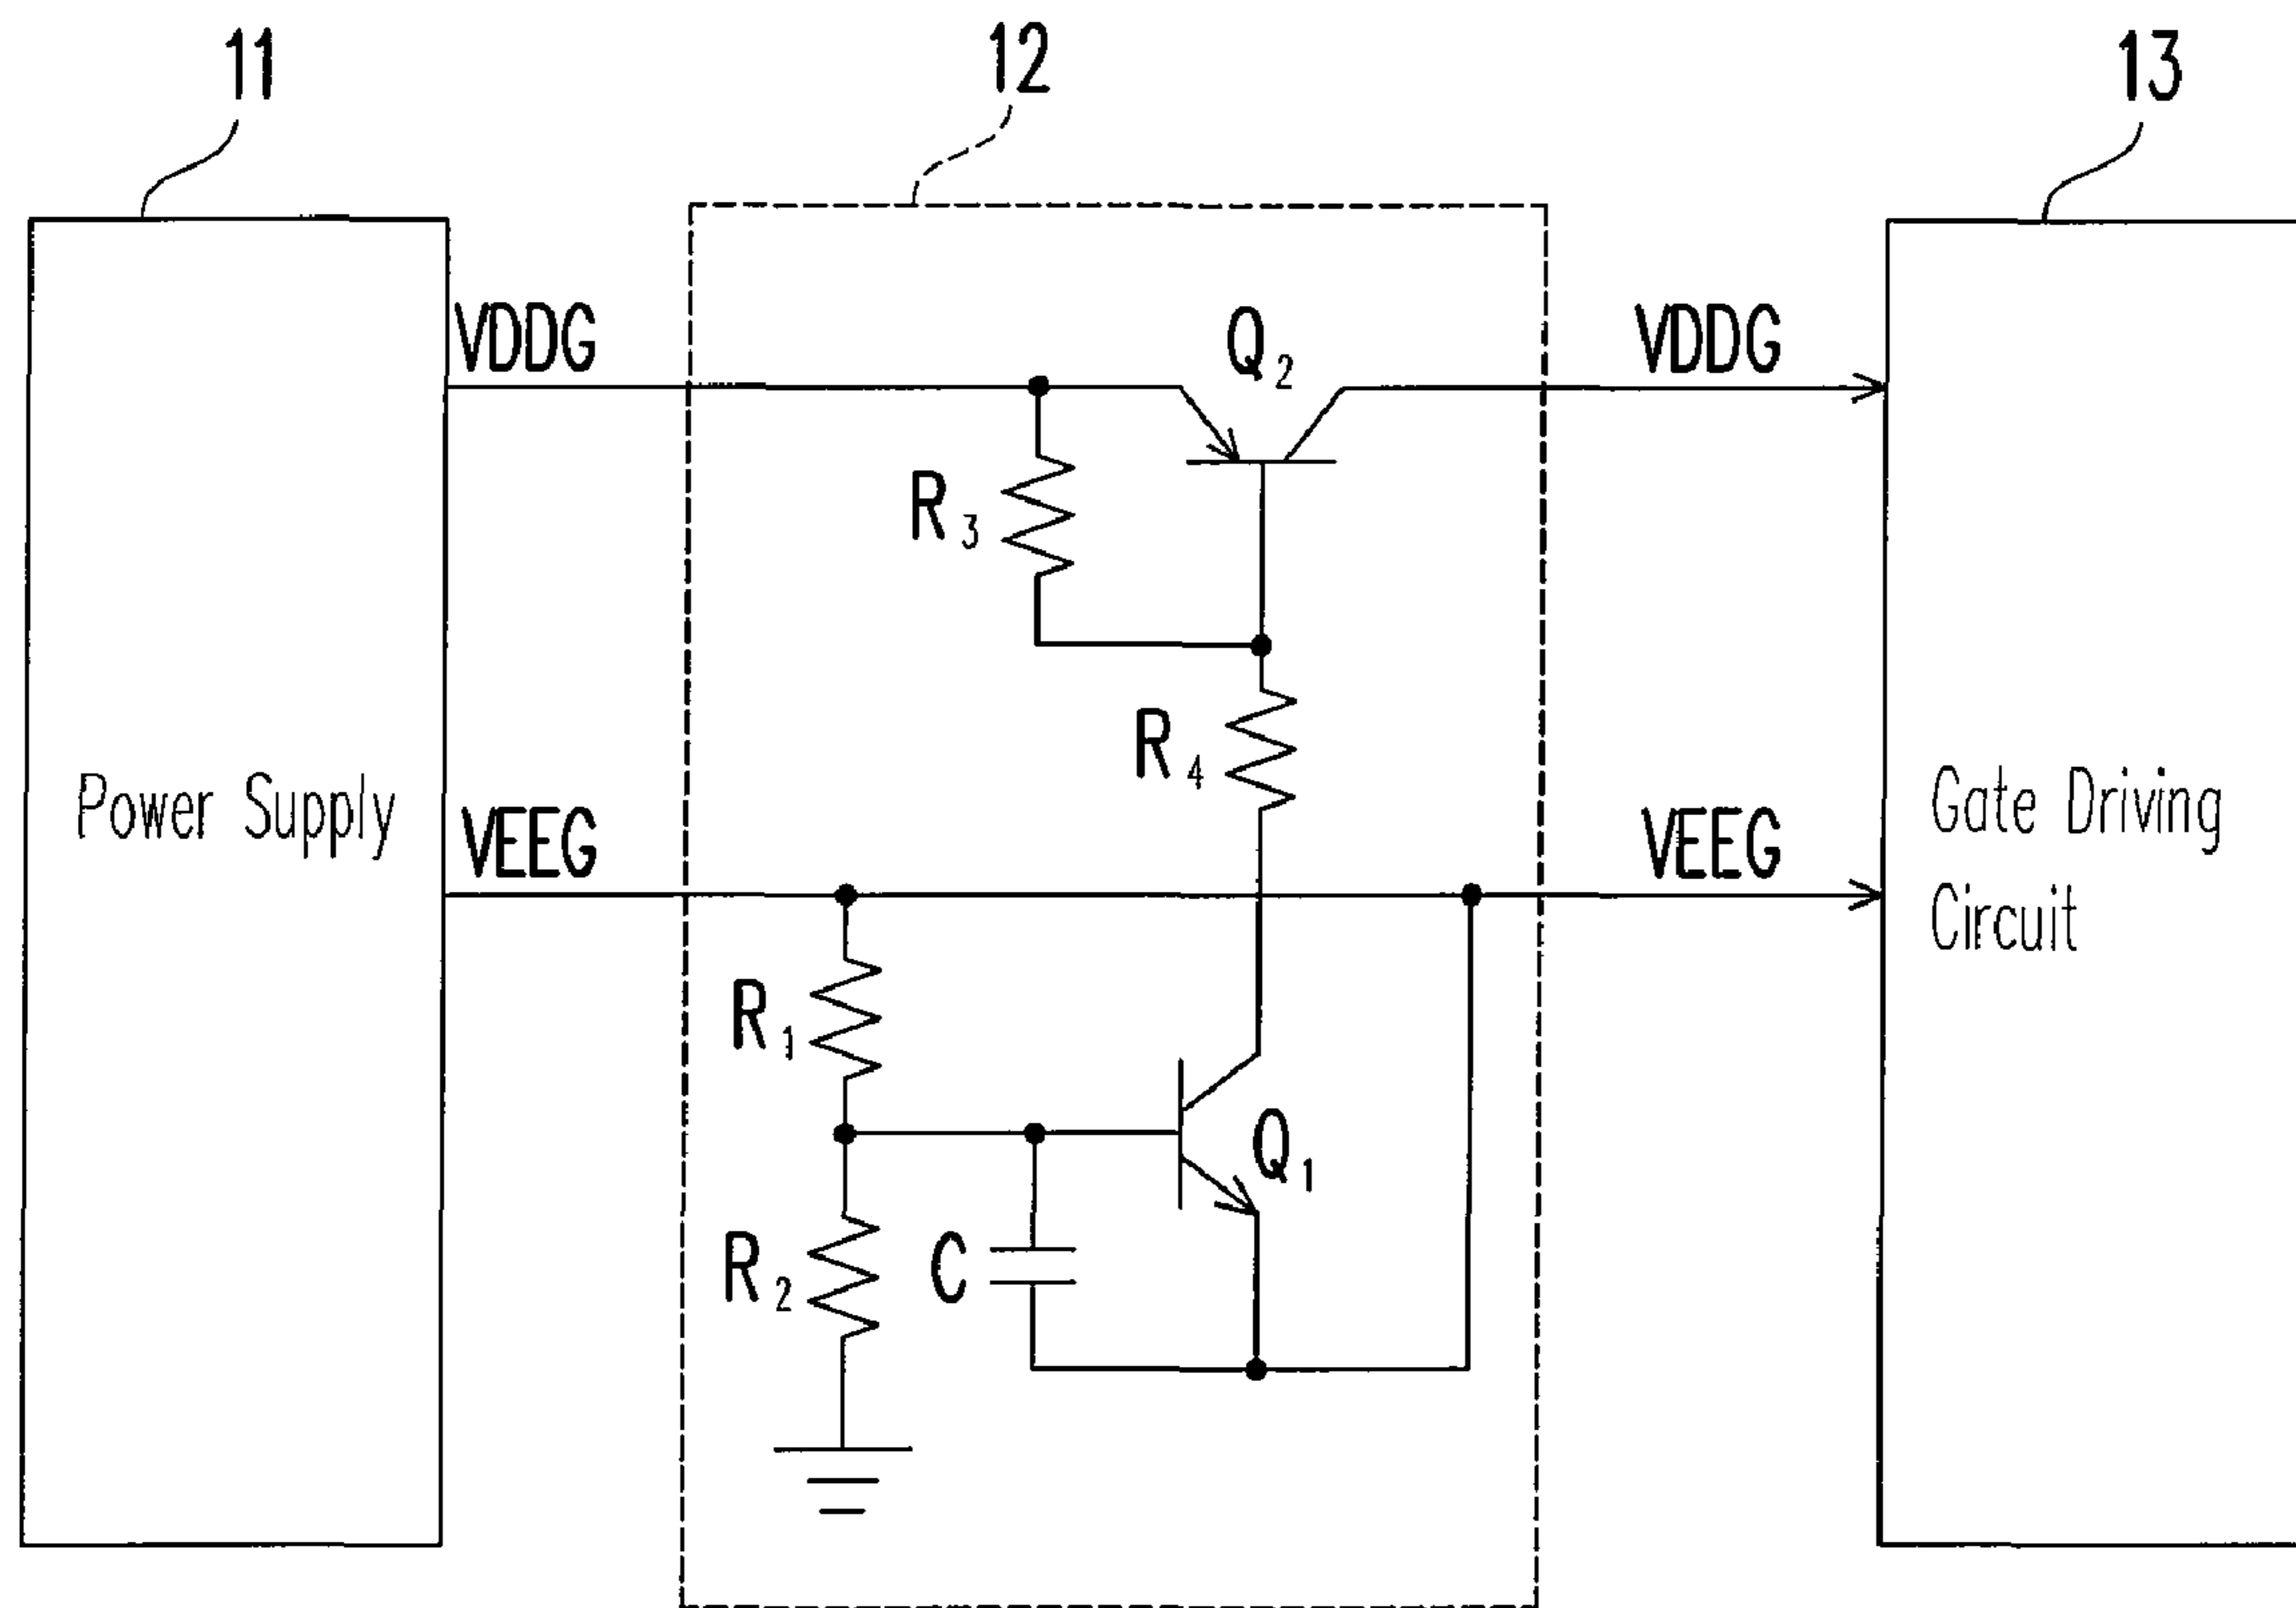 11
12
13
VDDG
Q2
VDDG
R3
R4
Power Supply
VEEG
VEEG
Gate Driving
Circuit
R1
Q1
R2
C